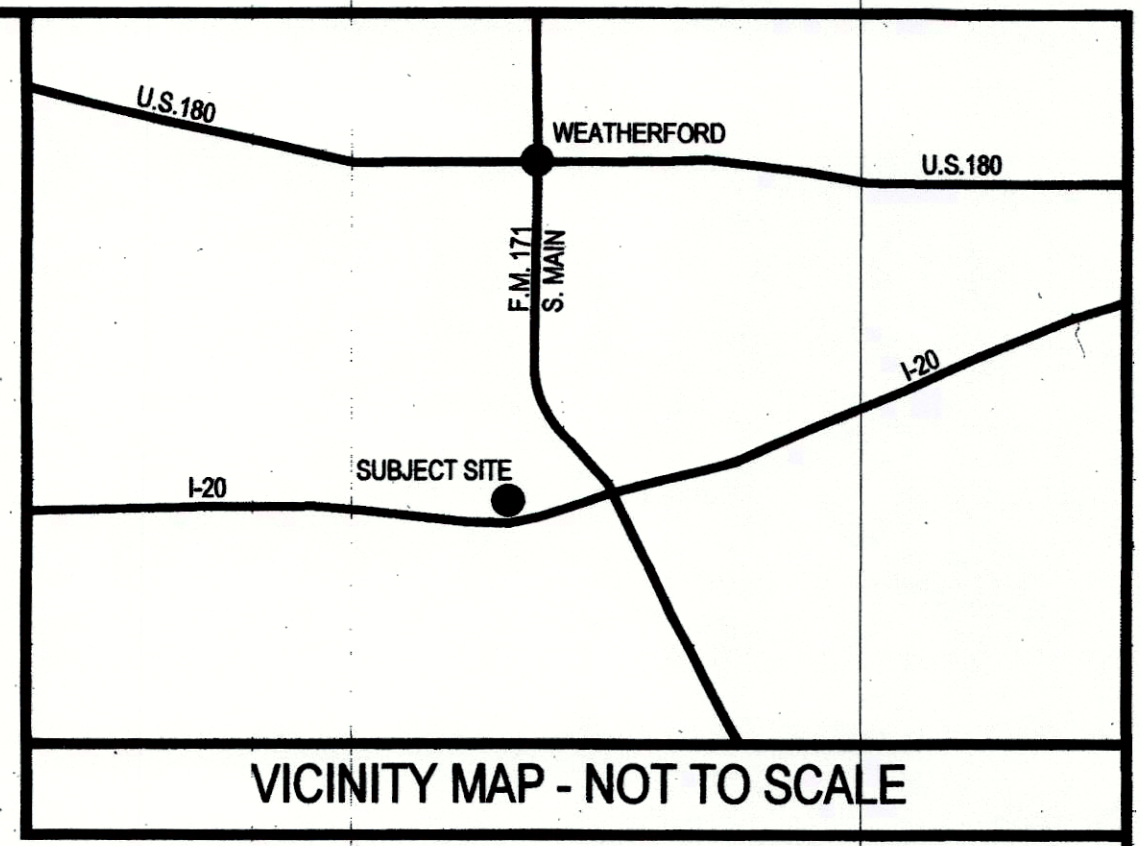 U.S.180
WEATHERFORD
U.S.180
F.M. 171
S. MAIN
I-20
SUBJECT SITE
I-20
VICINITY MAP - NOT TO SCALE